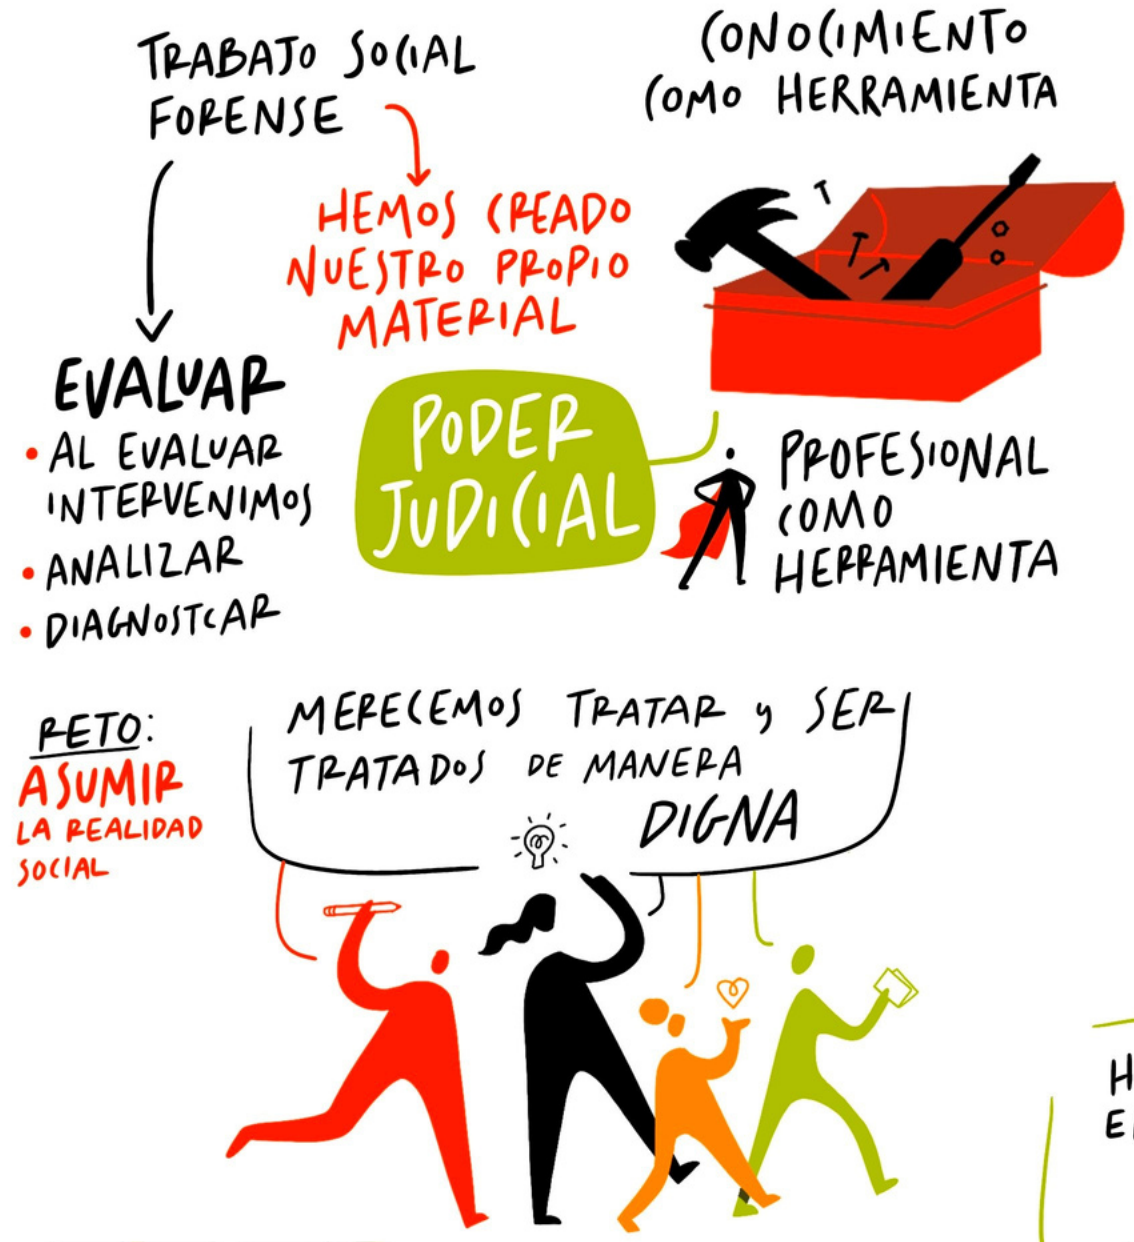 TRABAJO SOCIAL
FORENSE
HEMOS CREADO
NUESTRO PROPIO
MATERIAL
EVALUAR
• AL EVALUAR
INTERVENIMOS
• ANALIZAR
• DIAGNOSTCAR
CONOCIMIENTO
COMO HERRAMIENTA
PODER
JUDICIAL
PROFESIONAL
COMO
HERRAMIENTA
RETO:
ASUMIR
LA REALIDAD
SOCIAL
MERECEMOS TRATAR y SER
TRATADOS DE MANERA
DIGNA
H
E